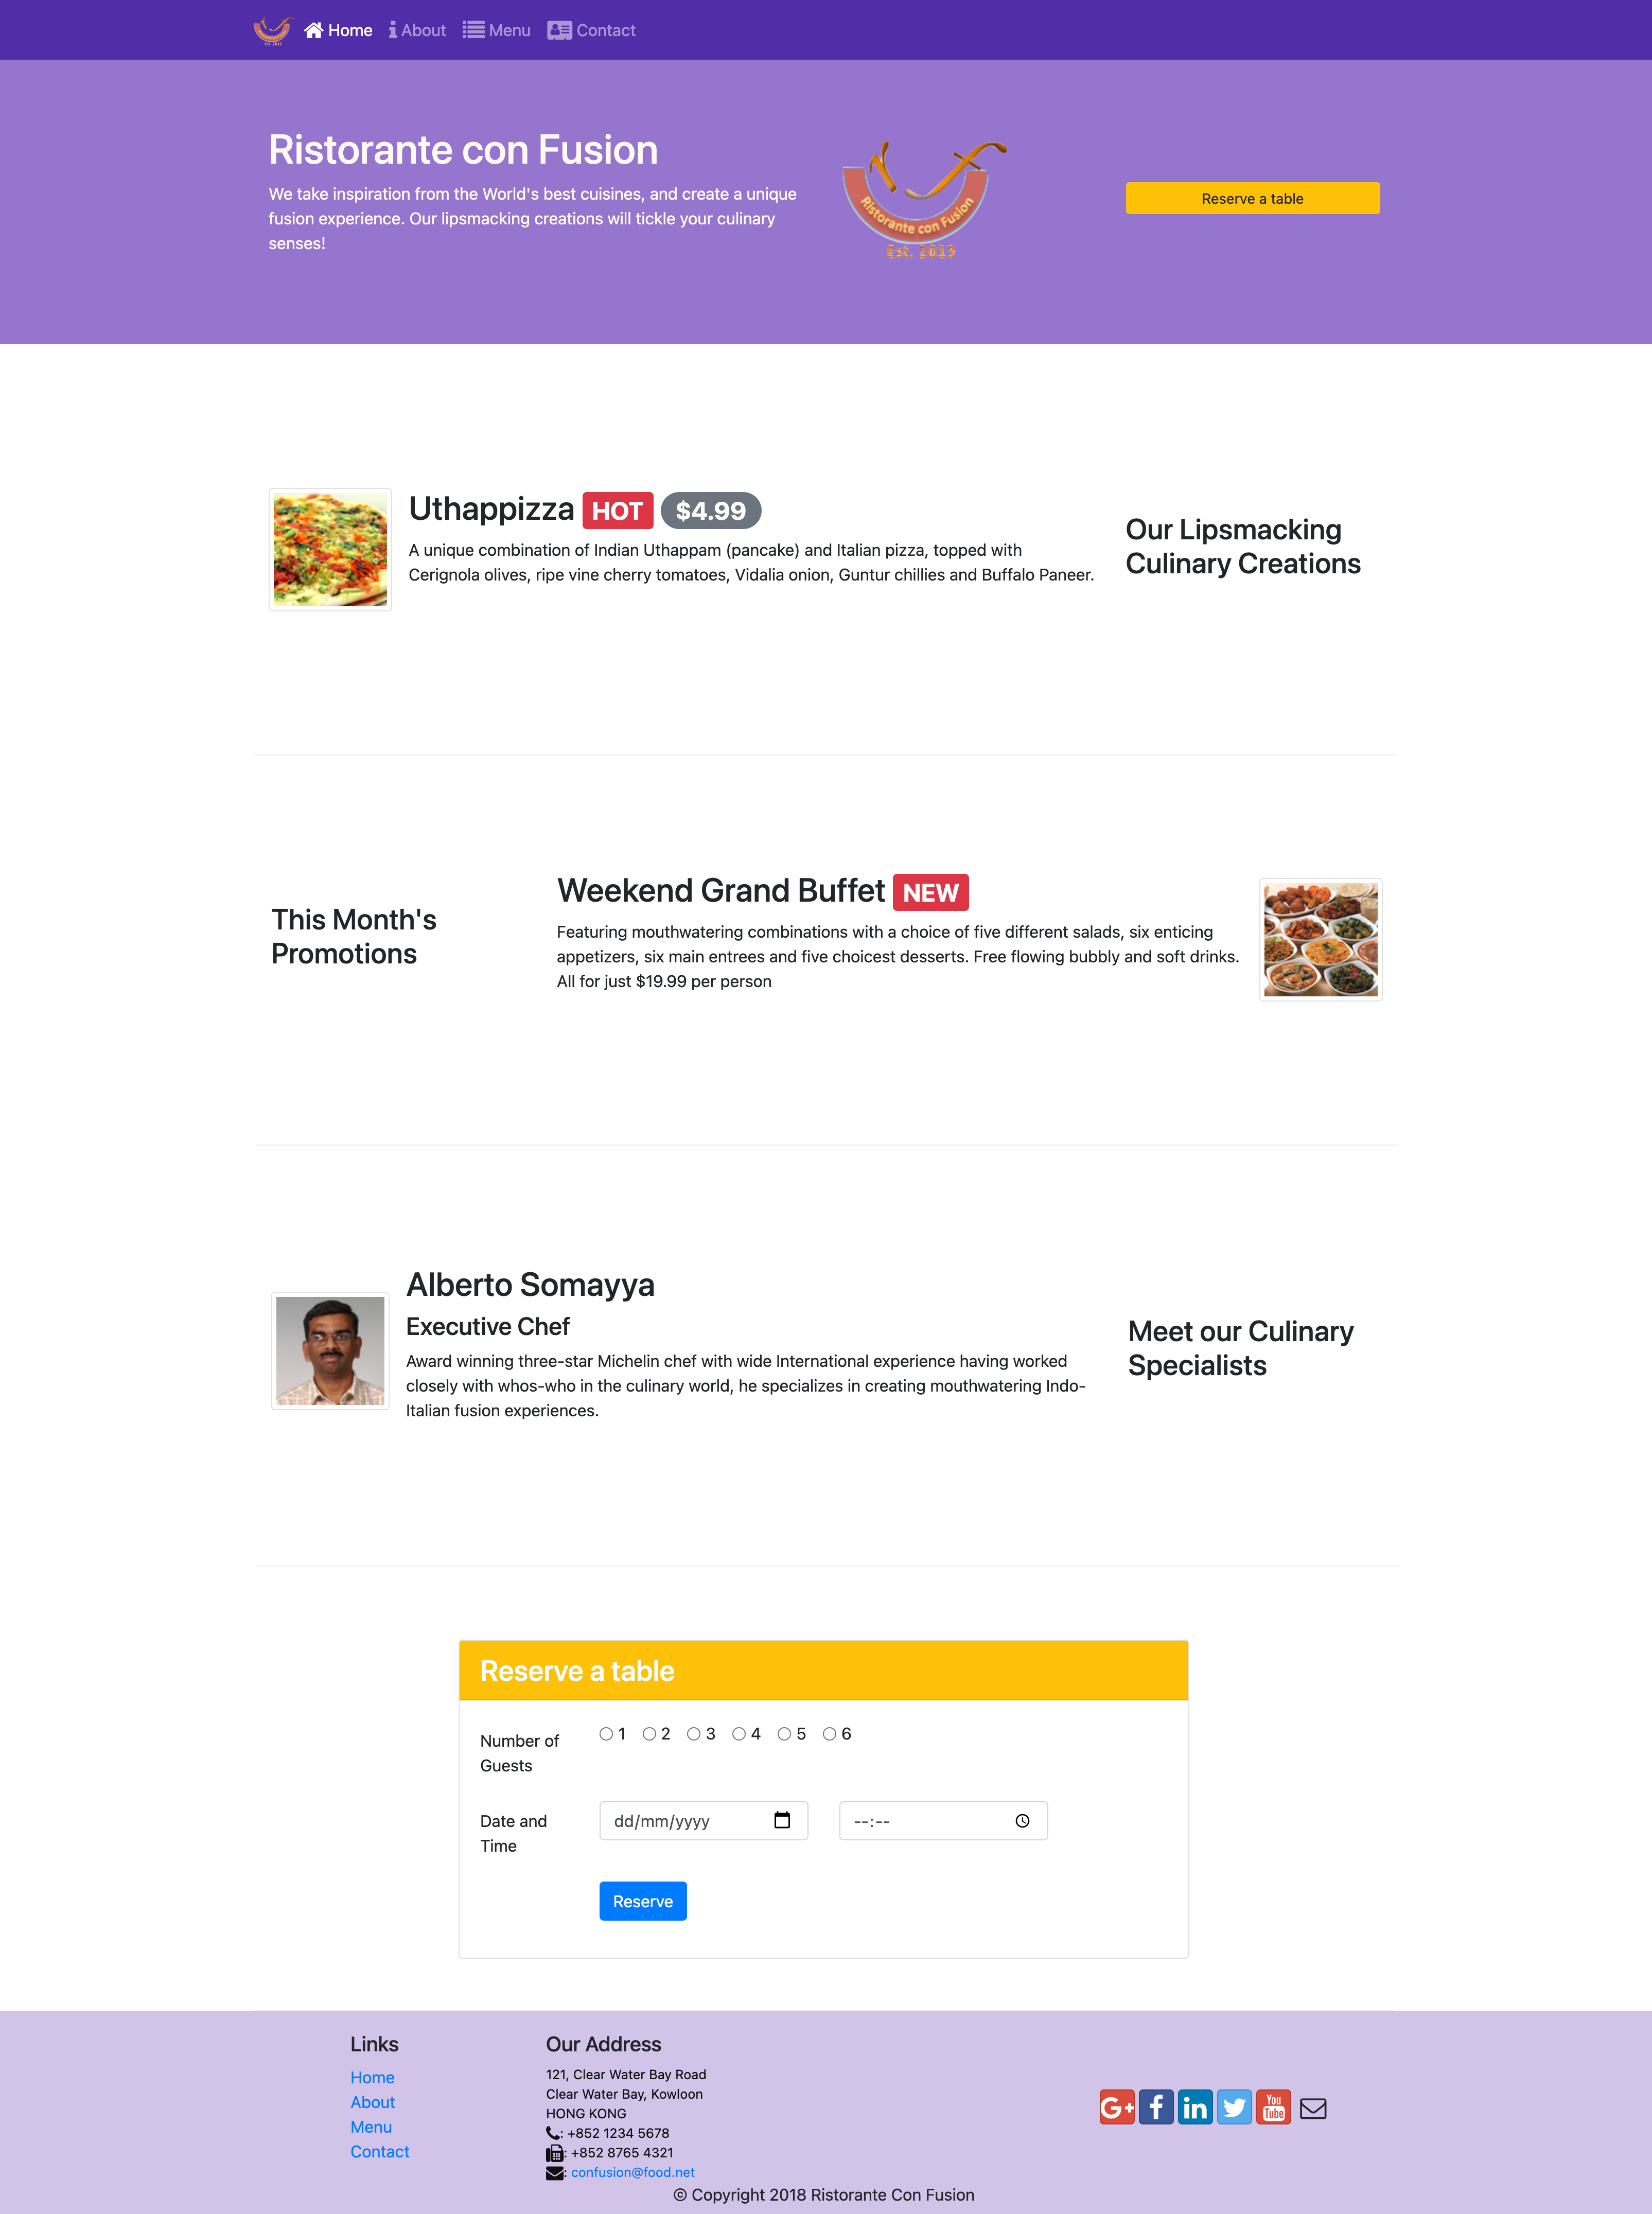 Home About Menu Contact
Ristorante con Fusion
We take inspiration from the World's best cuisines, and create a unique
fusion experience. Our lipsmacking creations will tickle your culinary
senses!
Ristorante con Fusion
Est. 2013
Reserve a table
Uthappizza HOT $4.99
A unique combination of Indian Uthappam (pancake) and Italian pizza, topped with
Cerignola olives, ripe vine cherry tomatoes, Vidalia onion, Guntur chillies and Buffalo Paneer.
Our Lipsmacking
Culinary Creations
This Month's
Promotions
Weekend Grand Buffet NEW
Featuring mouthwatering combinations with a choice of five different salads, six enticing
appetizers, six main entrees and five choicest desserts. Free flowing bubbly and soft drinks.
All for just $19.99 per person
Alberto Somayya
Executive Chef
Award winning three-star Michelin chef with wide International experience having worked
closely with whos-who in the culinary world, he specializes in creating mouthwatering Indo-
Italian fusion experiences.
Meet our Culinary
Specialists
Reserve a table
Number of
Guests
1 2 3 4 5 6
Date and
Time
dd/mm/yyyy
--:--
Reserve
Links
Home
About
Menu
Contact
Our Address
121, Clear Water Bay Road
Clear Water Bay, Kowloon
HONG KONG
: +852 1234 5678
: +852 8765 4321
: confusion@food.net
G+ f in You
Tube
© Copyright 2018 Ristorante Con Fusion